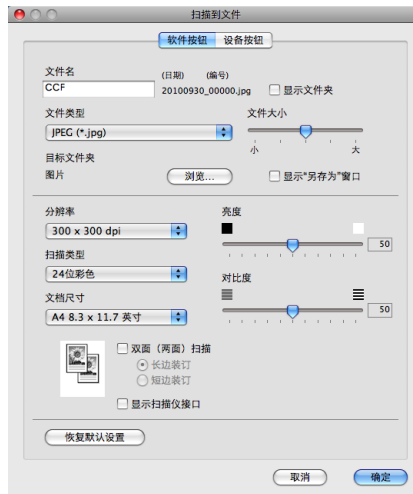 扫描到文件
软件按钮 设备按钮
文件名 (日期) (编号)
CCF 20100930_00000.jpg 显示文件夹
文件类型 文件大小
JPEG (*.jpg)
小 大
目标文件夹
图片 浏览... 显示“另存为”窗口
分辨率 亮度
300 x 300 dpi
50
扫描类型
24位彩色 对比度
文档尺寸
A4 8.3 x 11.7 英寸 50
双面（两面）扫描
长边装订
短边装订
显示扫描仪接口
恢复默认设置
取消 确定